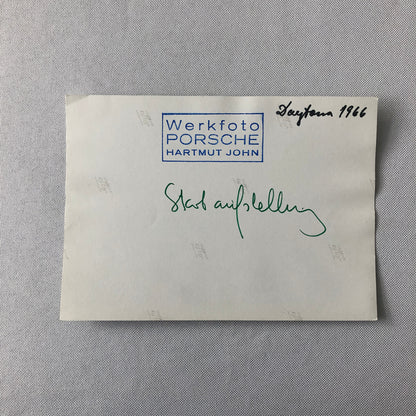 Daytona 1966
Werkfoto
PORSCHE
HARTMUT JOHN
Startaufstellung